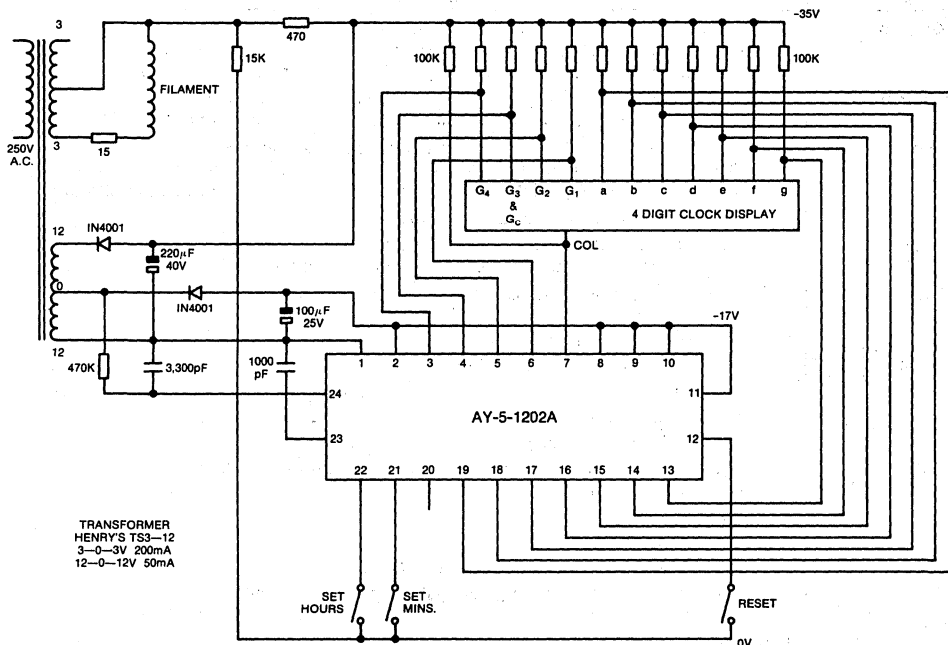 3
470
-35V
15K
100K
100K
FILAMENT
3
15
250V
A.C.
G4
G3
&
GC
G2
G1
a
b
c
d
e
f
g
4 DIGIT CLOCK DISPLAY
COL
12
IN4001
220μF
40V
0
IN4001
100μF
25V
-17V
12
470K
3,300pF
1000
pF
1
2
3
4
5
6
7
8
9
10
24
11
AY-5-1202A
23
12
22
21
20
19
18
17
16
15
14
13
TRANSFORMER
HENRY'S TS3—12
3—0—3V 200mA
12—0—12V 50mA
SET
HOURS
SET
MINS.
RESET
0V